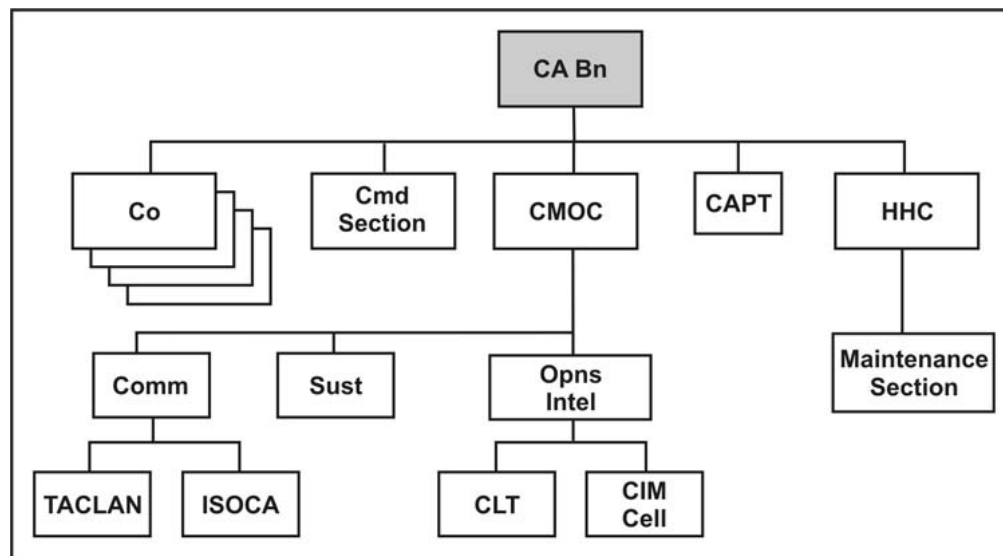 CA Bn
Co
Cmd
Section
CMOC
CAPT
HHC
Comm
Sust
Opns
Intel
Maintenance
Section
TACLAN
ISOCA
CLT
CIM
Cell